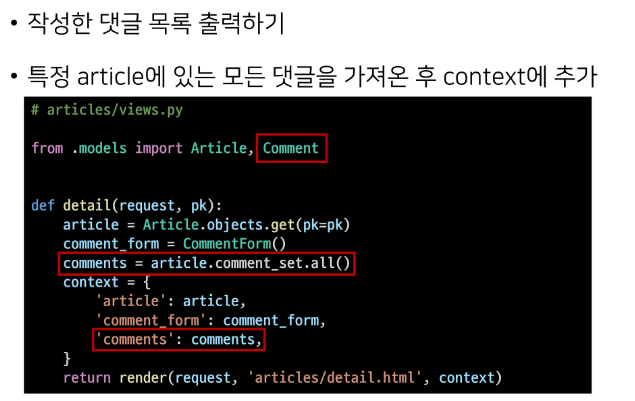 • 작성한 댓글 목록 출력하기
• 특정 article에 있는 모든 댓글을 가져온 후 context에 추가
# articles/views.py
from .models import Article, Comment
def detail(request, pk):
    article = Article.objects.get(pk=pk)
    comment_form = CommentForm()
    comments = article.comment_set.all()
    context = {
        'article': article,
        'comment_form': comment_form,
        'comments': comments,
    }
    return render(request, 'articles/detail.html', context)